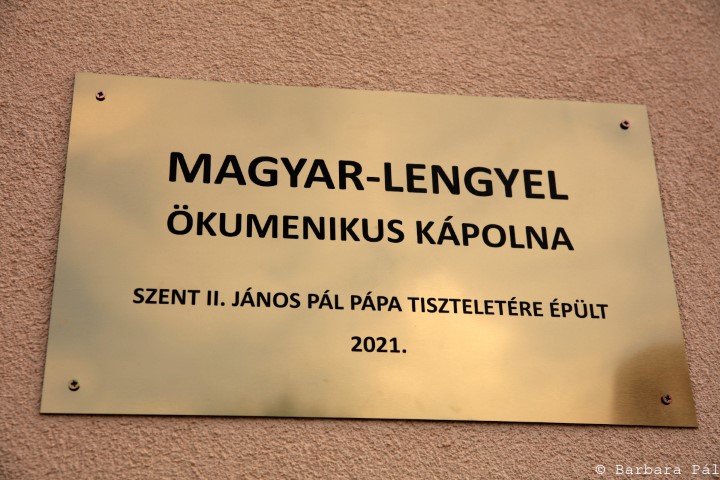 MAGYAR-LENGYEL
ÖKUMENIKUS KÁPOLNA
SZENT II. JÁNOS PÁL PÁPA TISZTELETÉRE ÉPÜLT
2021.
© Barbara Pál